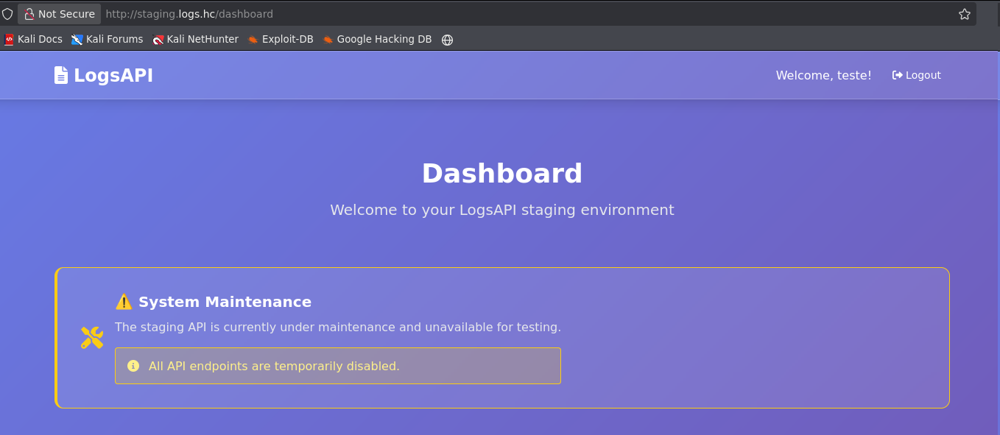 Not Secure http://staging.logs.hc/dashboard
Kali Docs Kali Forums Kali NetHunter Exploit-DB Google Hacking DB
LogsAPI Welcome, teste! Logout
Dashboard
Welcome to your LogsAPI staging environment
⚠️ System Maintenance
The staging API is currently under maintenance and unavailable for testing.
All API endpoints are temporarily disabled.